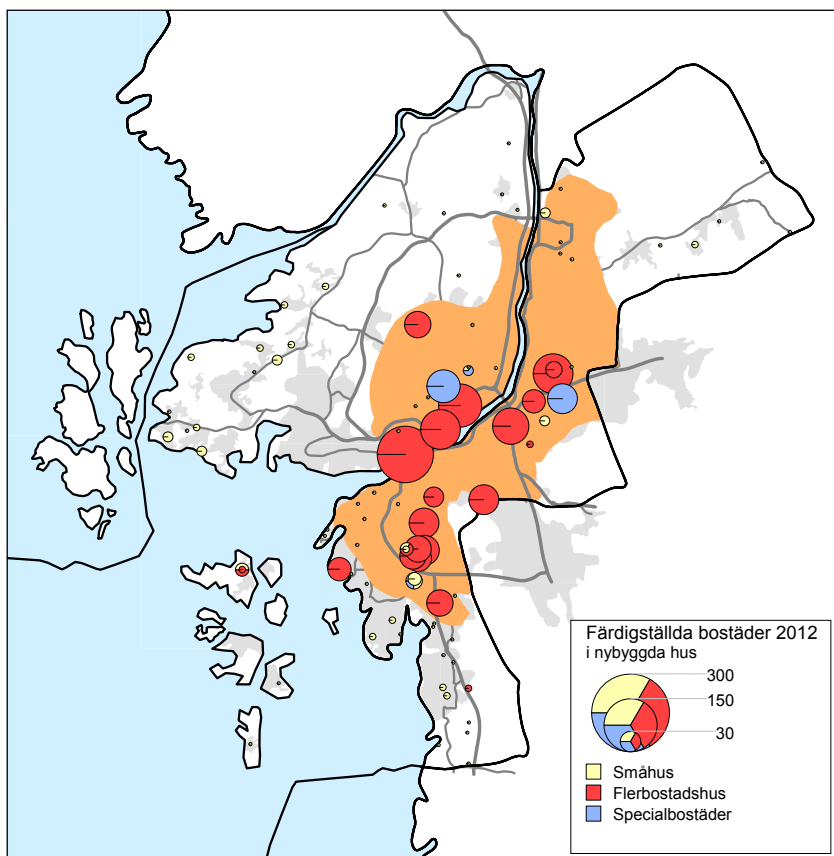 Färdigställda bostäder 2012
i nybyggda hus
300
150
30
Småhus
Flerbostadshus
Specialbostäder